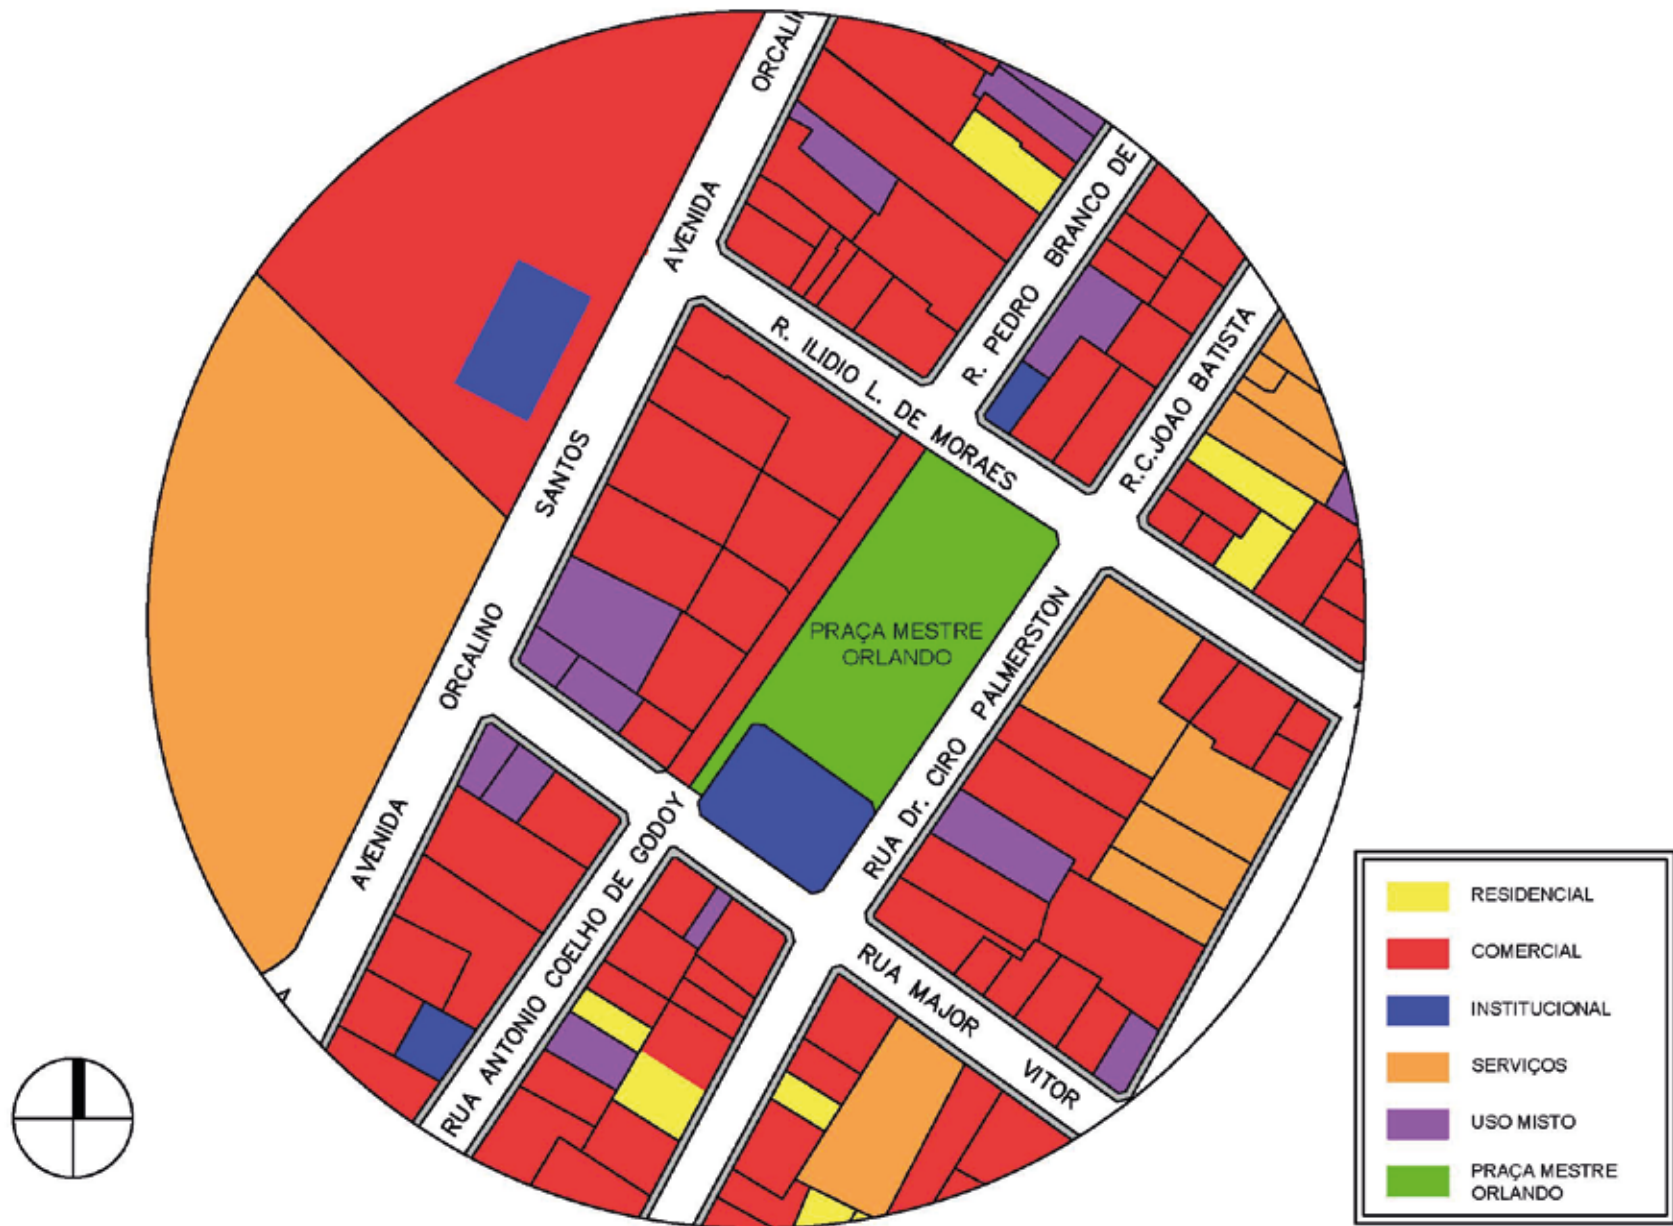 ORCALIN
AVENIDA
R. PEDRO BRANCO DE
R. ILIDIO L. DE MORAES
R.C.JOAO BATISTA
SANTOS
ORCALINO
AVENIDA
PRAÇA MESTRE
ORLANDO
RUA Dr. CIRO PALMERSTON
RUA ANTONIO COELHO DE GODOY
RUA MAJOR VITOR
A
RESIDENCIAL
COMERCIAL
INSTITUCIONAL
SERVIÇOS
USO MISTO
PRAÇA MESTRE
ORLANDO